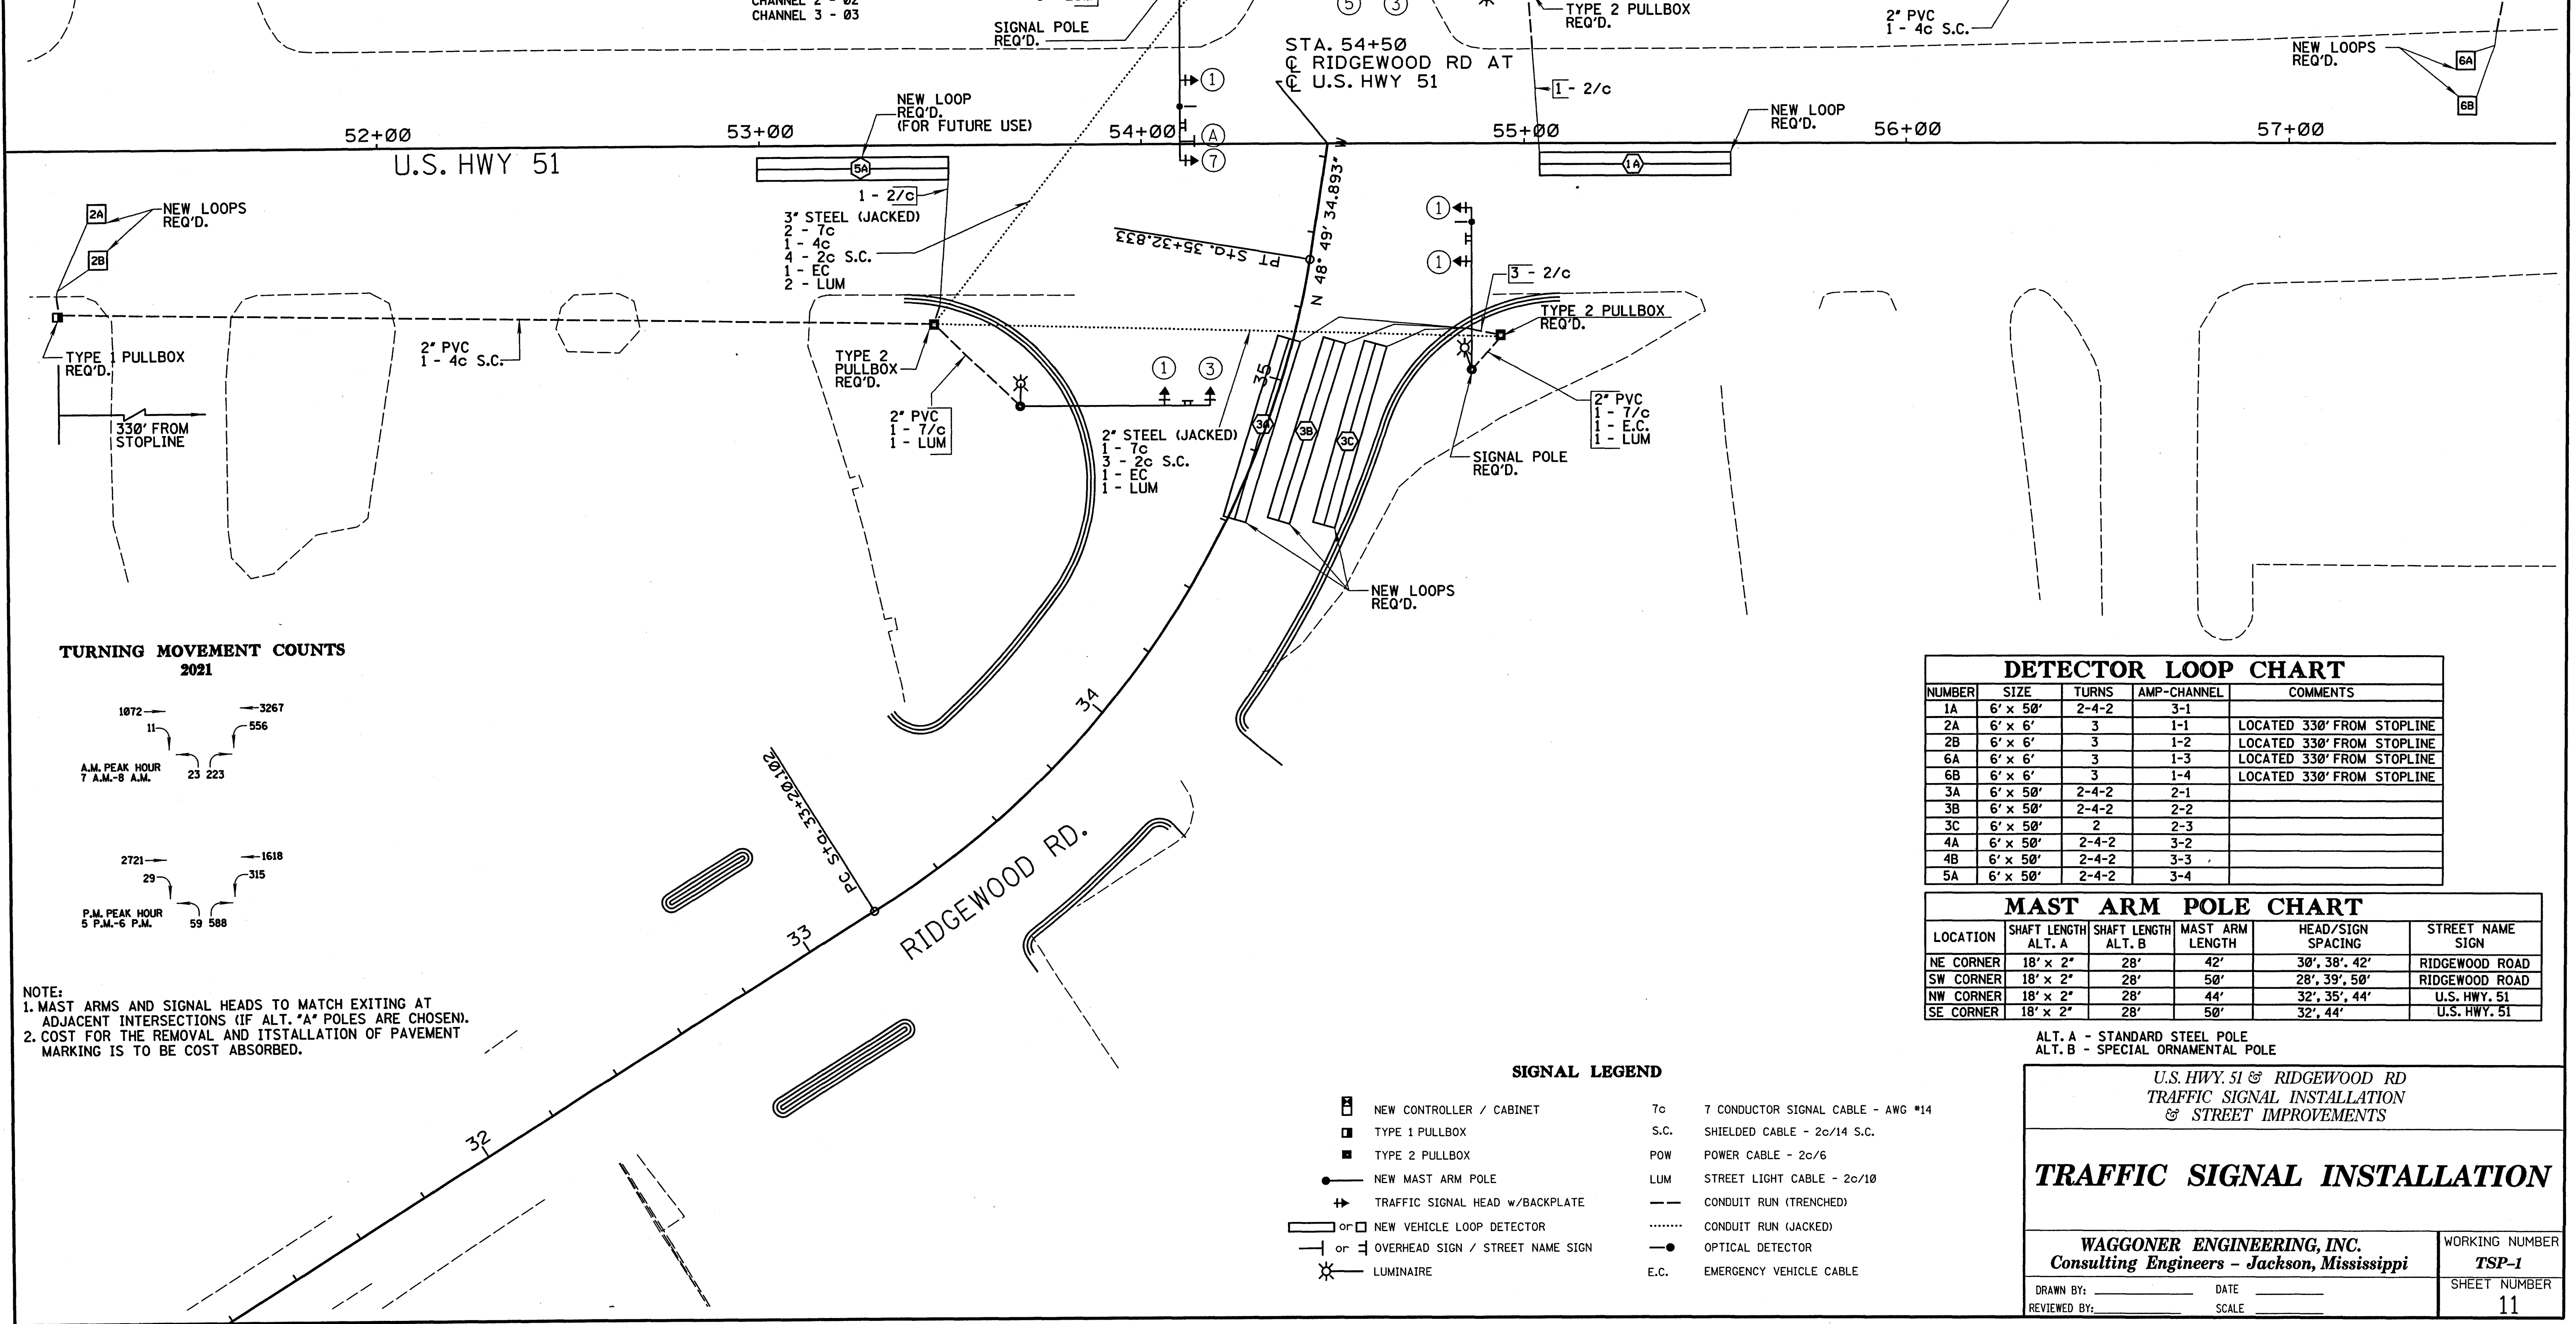 CHANNEL 2 - 02
CHANNEL 3 - 03
SIGNAL POLE
REQ'D.
5
3
TYPE 2 PULLBOX
REQ'D.
2" PVC
1 - 4c S.C.
NEW LOOPS
REQ'D.
6A
6B
STA. 54+50
℄ RIDGEWOOD RD AT
℄ U.S. HWY 51
1
A
7
1 - 2/c
NEW LOOP
REQ'D.
(FOR FUTURE USE)
NEW LOOP
REQ'D.
52+00
53+00
54+00
55+00
56+00
57+00
U.S. HWY 51
5A
1A
1 - 2/c
3" STEEL (JACKED)
2 - 7c
1 - 4c
4 - 2c S.C.
1 - EC
2 - LUM
2A
2B
NEW LOOPS
REQ'D.
PT Sta. 35+32.833
N 48° 49' 34.893"
1
1
3 - 2/c
TYPE 2 PULLBOX
REQ'D.
TYPE 1 PULLBOX
REQ'D.
2" PVC
1 - 4c S.C.
TYPE 2
PULLBOX
REQ'D.
330' FROM
STOPLINE
2" PVC
1 - 7/c
1 - LUM
1
3
35
3A
3B
3C
2" STEEL (JACKED)
1 - 7c
3 - 2c S.C.
1 - EC
1 - LUM
2" PVC
1 - 7/c
1 - E.C.
1 - LUM
SIGNAL POLE
REQ'D.
NEW LOOPS
REQ'D.
34
PC Sta. 33+20.102
33
RIDGEWOOD RD.
32
TURNING MOVEMENT COUNTS
2021
1072
3267
11
556
A.M. PEAK HOUR
7 A.M.-8 A.M.
23 223
2721
1618
29
315
P.M. PEAK HOUR
5 P.M.-6 P.M.
59 588
NOTE:
1. MAST ARMS AND SIGNAL HEADS TO MATCH EXITING AT
ADJACENT INTERSECTIONS (IF ALT. "A" POLES ARE CHOSEN).
2. COST FOR THE REMOVAL AND ITSTALLATION OF PAVEMENT
MARKING IS TO BE COST ABSORBED.
DETECTOR LOOP CHART
NUMBER SIZE TURNS AMP-CHANNEL COMMENTS
1A 6' x 50' 2-4-2 3-1
2A 6' x 6' 3 1-1 LOCATED 330' FROM STOPLINE
2B 6' x 6' 3 1-2 LOCATED 330' FROM STOPLINE
6A 6' x 6' 3 1-3 LOCATED 330' FROM STOPLINE
6B 6' x 6' 3 1-4 LOCATED 330' FROM STOPLINE
3A 6' x 50' 2-4-2 2-1
3B 6' x 50' 2-4-2 2-2
3C 6' x 50' 2 2-3
4A 6' x 50' 2-4-2 3-2
4B 6' x 50' 2-4-2 3-3
5A 6' x 50' 2-4-2 3-4
MAST ARM POLE CHART
LOCATION SHAFT LENGTH ALT. A SHAFT LENGTH ALT. B MAST ARM LENGTH HEAD/SIGN SPACING STREET NAME SIGN
NE CORNER 18' x 2" 28' 42' 30', 38'. 42' RIDGEWOOD ROAD
SW CORNER 18' x 2" 28' 50' 28', 39', 50' RIDGEWOOD ROAD
NW CORNER 18' x 2" 28' 44' 32', 35', 44' U.S. HWY. 51
SE CORNER 18' x 2" 28' 50' 32', 44' U.S. HWY. 51
ALT. A - STANDARD STEEL POLE
ALT. B - SPECIAL ORNAMENTAL POLE
SIGNAL LEGEND
NEW CONTROLLER / CABINET
TYPE 1 PULLBOX
TYPE 2 PULLBOX
NEW MAST ARM POLE
TRAFFIC SIGNAL HEAD w/BACKPLATE
or NEW VEHICLE LOOP DETECTOR
or OVERHEAD SIGN / STREET NAME SIGN
LUMINAIRE
7c 7 CONDUCTOR SIGNAL CABLE - AWG #14
S.C. SHIELDED CABLE - 2c/14 S.C.
POW POWER CABLE - 2c/6
LUM STREET LIGHT CABLE - 2c/10
CONDUIT RUN (TRENCHED)
CONDUIT RUN (JACKED)
OPTICAL DETECTOR
E.C. EMERGENCY VEHICLE CABLE
U.S. HWY. 51 & RIDGEWOOD RD
TRAFFIC SIGNAL INSTALLATION
& STREET IMPROVEMENTS
TRAFFIC SIGNAL INSTALLATION
WAGGONER ENGINEERING, INC.
Consulting Engineers - Jackson, Mississippi
WORKING NUMBER
TSP-1
SHEET NUMBER
11
DRAWN BY: DATE
REVIEWED BY: SCALE